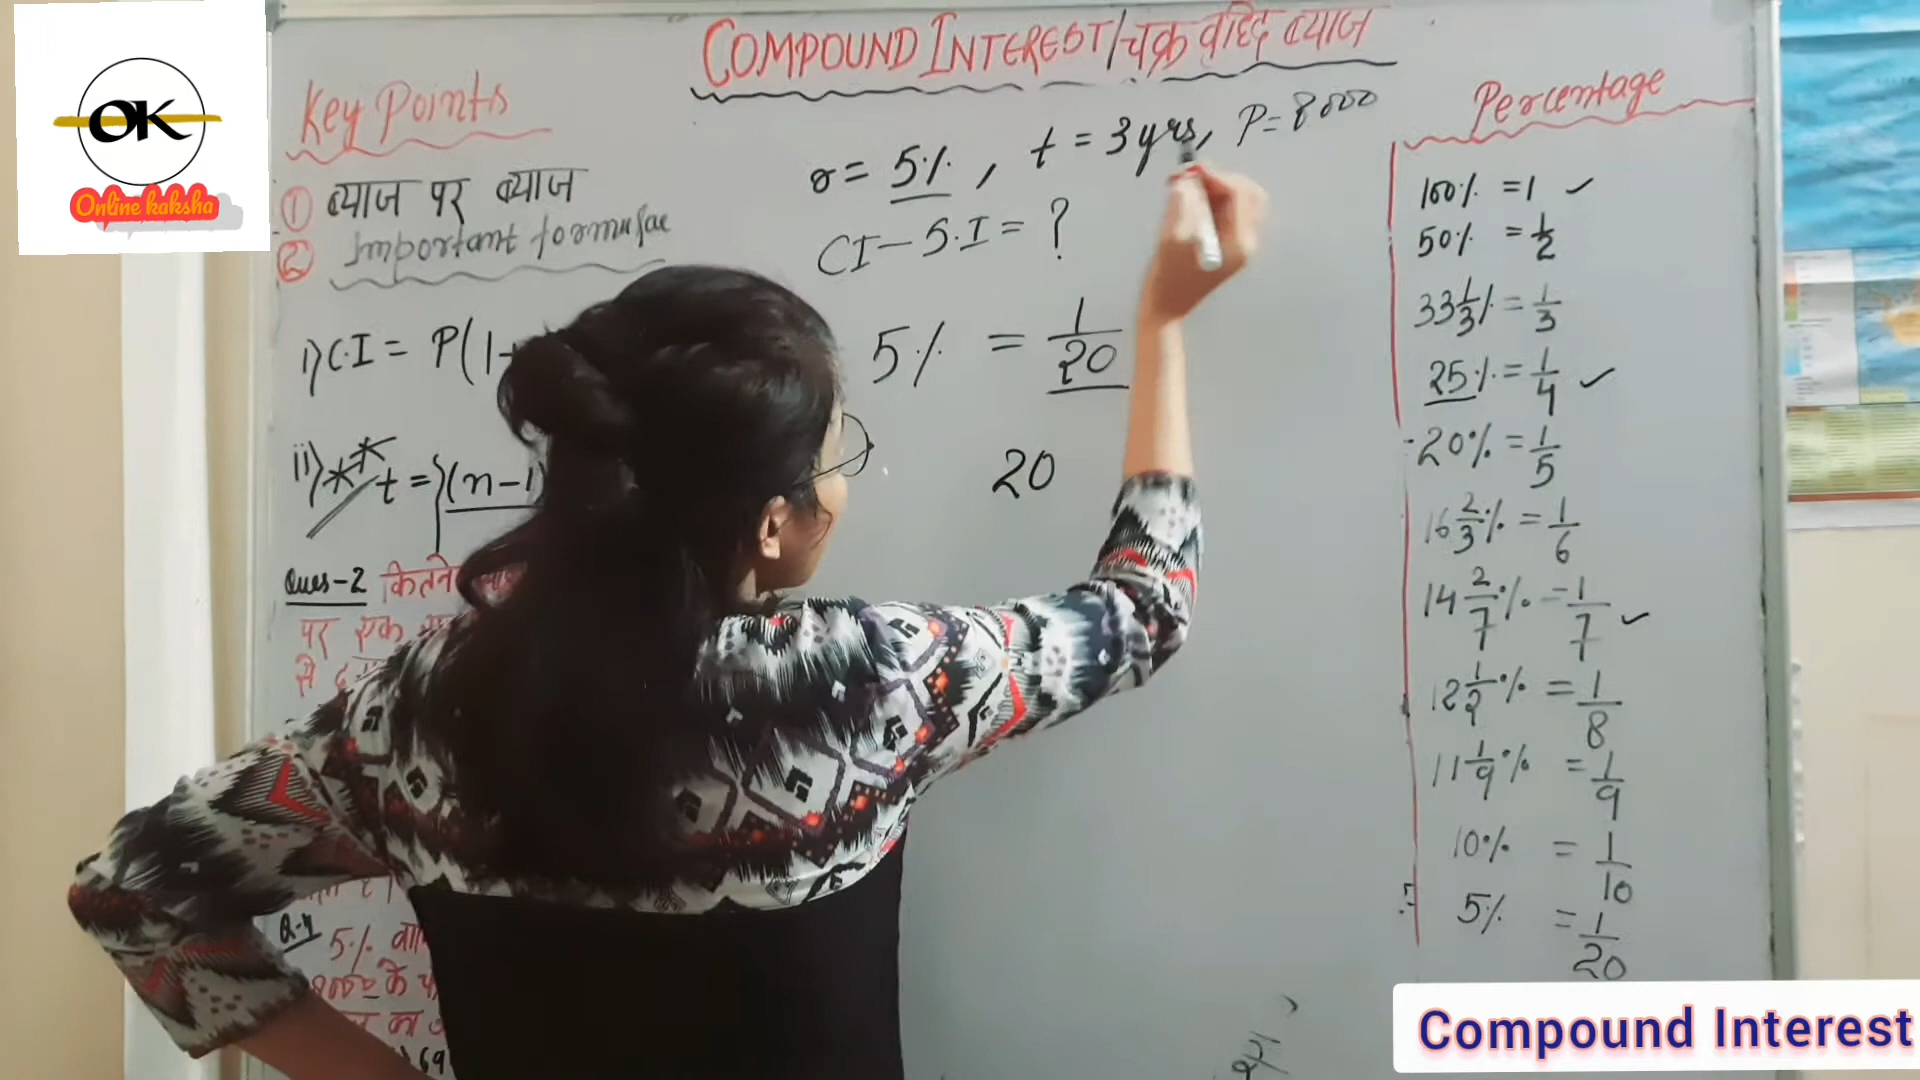 OK
Online kaksha
COMPOUND INTEREST/चक्र वृद्धि ब्याज
Key Points
① ब्याज पर ब्याज
② Important formulae
i) C.I = P(1+
ii) ** t = (n-1)
Ques-2 कितने
पर एक
से
Q-4
5% वा
8000 के
का
69
r = 5%, t = 3 yrs, P = 8000
CI - S.I = ?
5% = 1/20
20
Percentage
100% = 1 ✓
50% = 1/2
33 1/3% = 1/3
25% = 1/4 ✓
20% = 1/5
16 2/3% = 1/6
14 2/7% = 1/7 ✓
12 1/2% = 1/8
11 1/9% = 1/9
10% = 1/10
5% = 1/20
Compound Interest